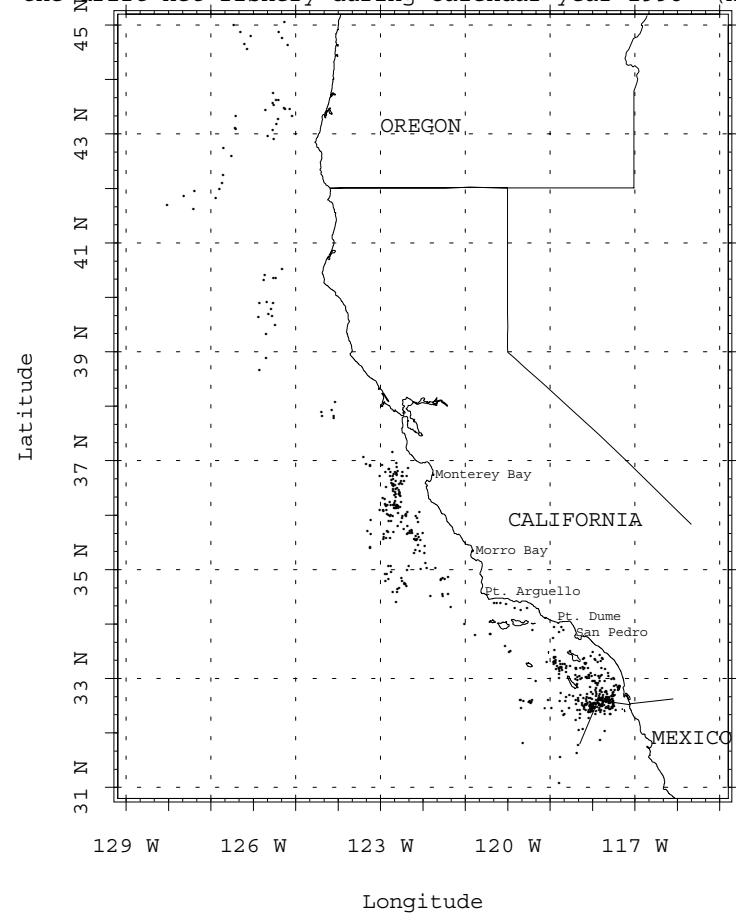 the drift net fishery during calendar year 1996
45 N
43 N
41 N
39 N
37 N
35 N
33 N
31 N
Latitude
OREGON
Monterey Bay
CALIFORNIA
Morro Bay
Pt. Arguello
Pt. Dume
San Pedro
MEXICO
129 W
126 W
123 W
120 W
117 W
Longitude